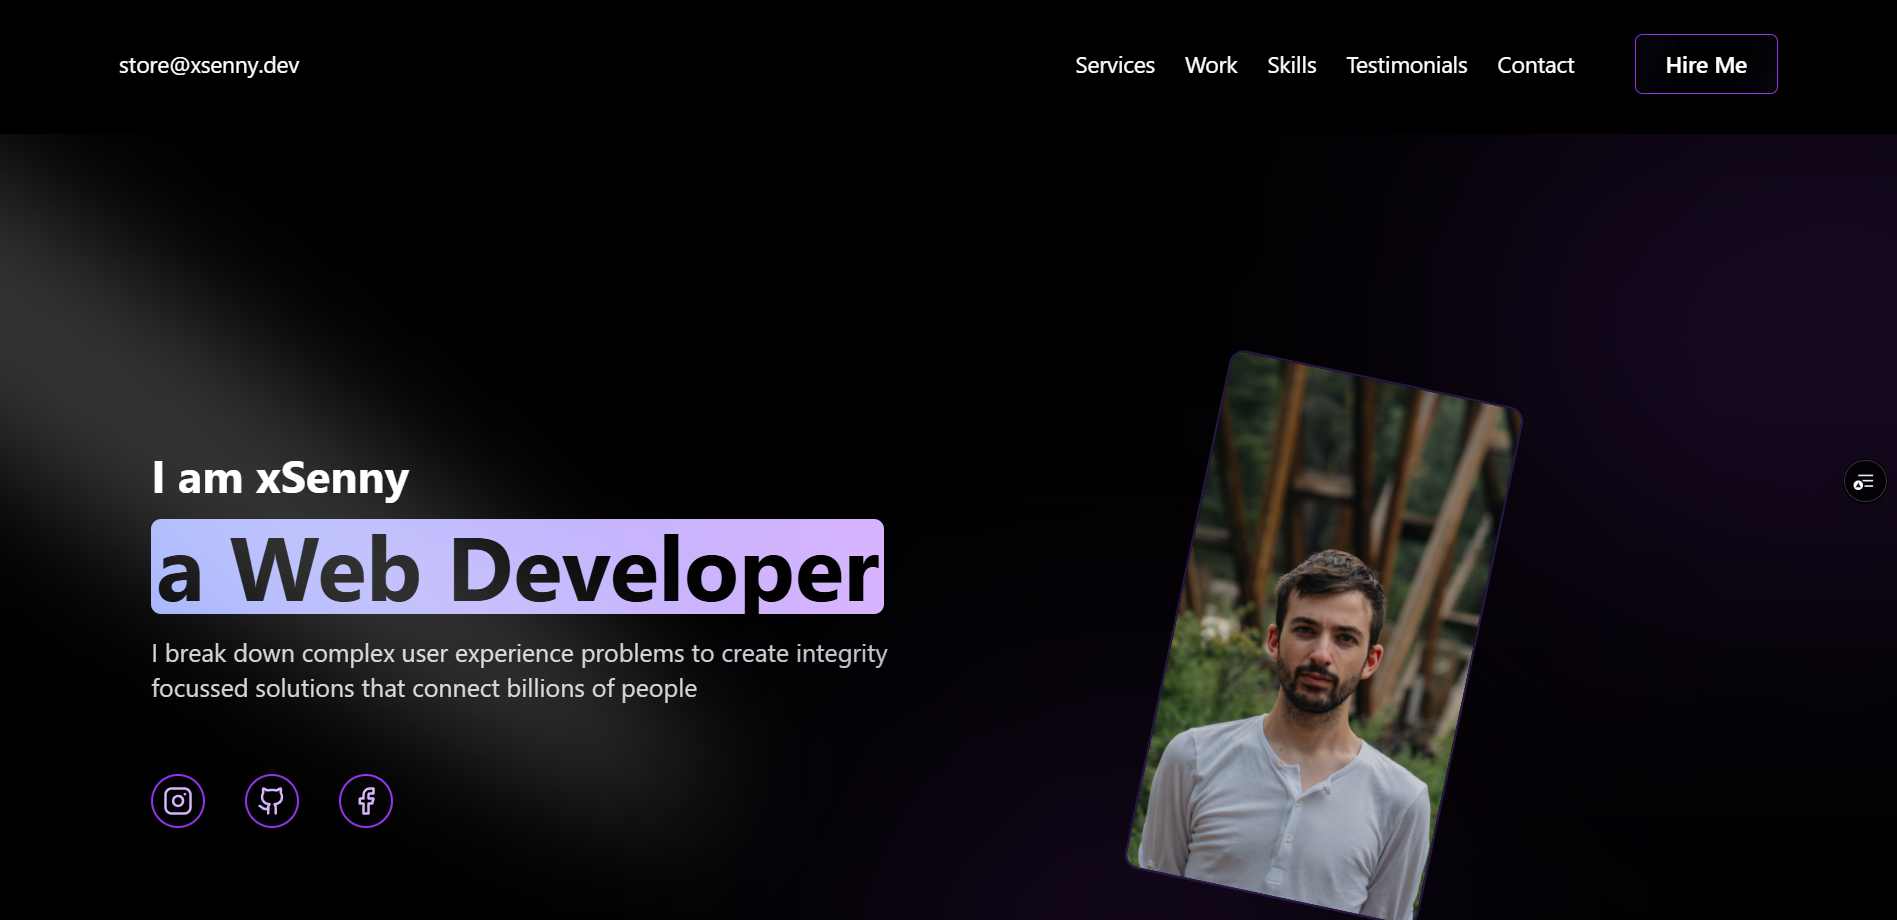 store@xsenny.dev
Services Work Skills Testimonials Contact Hire Me
I am xSenny
a Web Developer
I break down complex user experience problems to create integrity
focussed solutions that connect billions of people